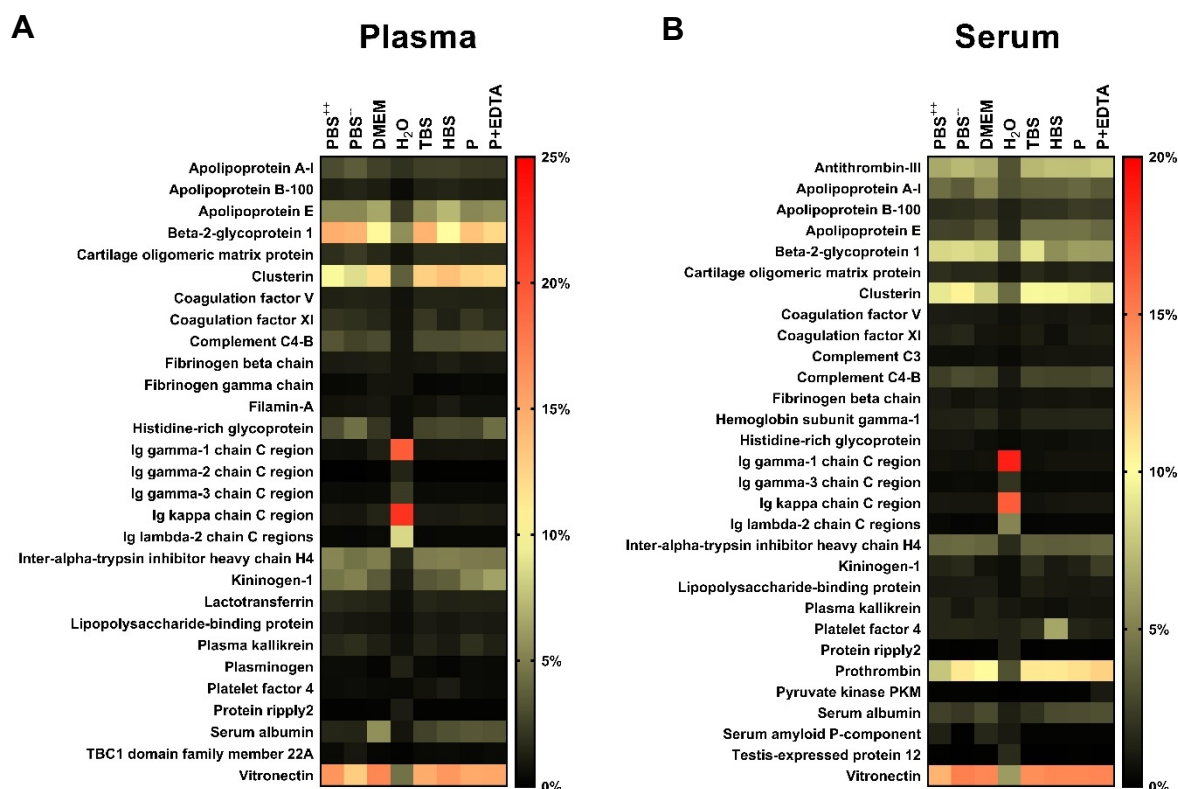 A
Plasma
PBS++
PBS--
DMEM
H2O
TBS
HBS
P
P+EDTA
Apolipoprotein A-I
Apolipoprotein B-100
Apolipoprotein E
Beta-2-glycoprotein 1
Cartilage oligomeric matrix protein
Clusterin
Coagulation factor V
Coagulation factor XI
Complement C4-B
Fibrinogen beta chain
Fibrinogen gamma chain
Filamin-A
Histidine-rich glycoprotein
Ig gamma-1 chain C region
Ig gamma-2 chain C region
Ig gamma-3 chain C region
Ig kappa chain C region
Ig lambda-2 chain C regions
Inter-alpha-trypsin inhibitor heavy chain H4
Kininogen-1
Lactotransferrin
Lipopolysaccharide-binding protein
Plasma kallikrein
Plasminogen
Platelet factor 4
Protein ripply2
Serum albumin
TBC1 domain family member 22A
Vitronectin
25%
20%
15%
10%
5%
0%
B
Serum
PBS++
PBS--
DMEM
H2O
TBS
HBS
P
P+EDTA
Antithrombin-III
Apolipoprotein A-I
Apolipoprotein B-100
Apolipoprotein E
Beta-2-glycoprotein 1
Cartilage oligomeric matrix protein
Clusterin
Coagulation factor V
Coagulation factor XI
Complement C3
Complement C4-B
Fibrinogen beta chain
Hemoglobin subunit gamma-1
Histidine-rich glycoprotein
Ig gamma-1 chain C region
Ig gamma-3 chain C region
Ig kappa chain C region
Ig lambda-2 chain C regions
Inter-alpha-trypsin inhibitor heavy chain H4
Kininogen-1
Lipopolysaccharide-binding protein
Plasma kallikrein
Platelet factor 4
Protein ripply2
Prothrombin
Pyruvate kinase PKM
Serum albumin
Serum amyloid P-component
Testis-expressed protein 12
Vitronectin
20%
15%
10%
5%
0%